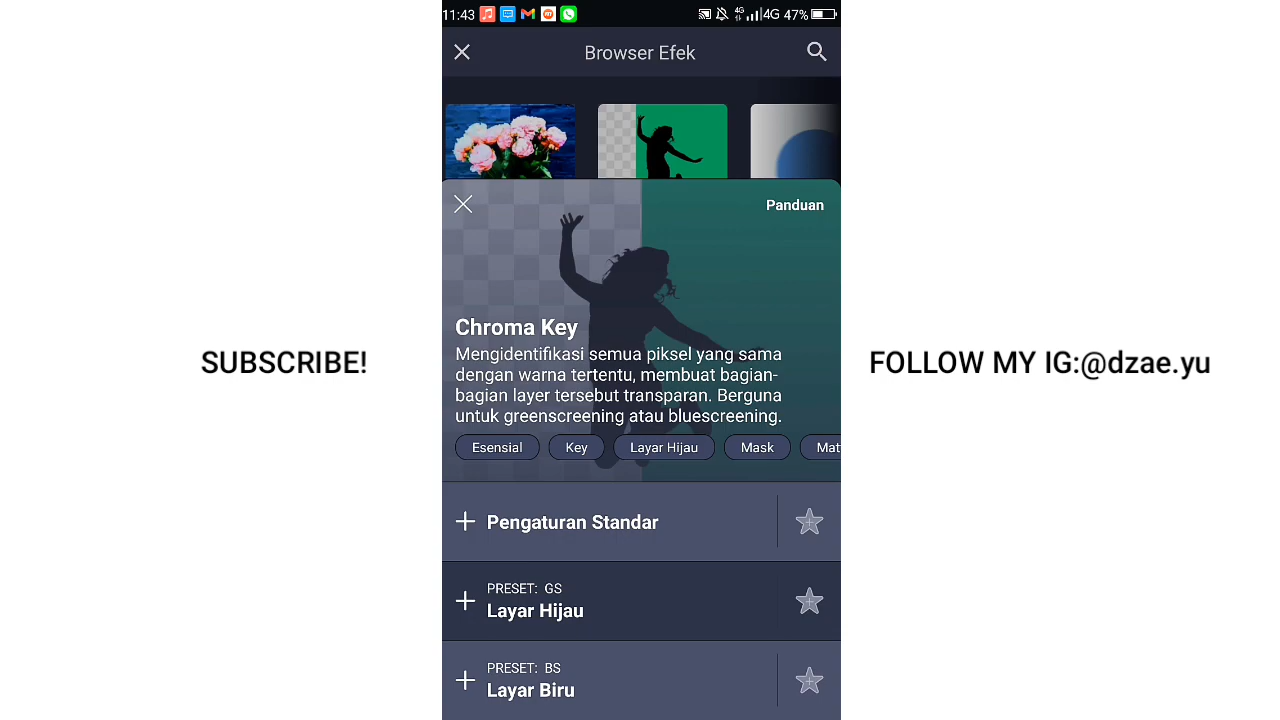 11:43
4G
4G 47%
Browser Efek
Panduan
Chroma Key
Mengidentifikasi semua piksel yang sama
dengan warna tertentu, membuat bagian-
bagian layer tersebut transparan. Berguna
untuk greenscreening atau bluescreening.
Esensial
Key
Layar Hijau
Mask
Mat
Pengaturan Standar
PRESET: GS
Layar Hijau
PRESET: BS
Layar Biru
SUBSCRIBE!
FOLLOW MY IG:@dzae.yu